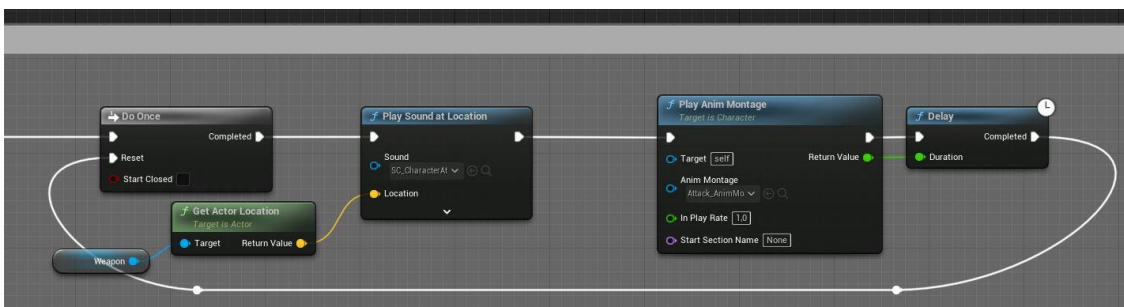 Do Once
Completed
Reset
Start Closed
Play Sound at Location
Sound
SC_CharacterAt
Location
Get Actor Location
Target is Actor
Target Return Value
Weapon
Play Anim Montage
Target is Character
Target self Return Value
Anim Montage
Attack_AnimMo
In Play Rate 1,0
Start Section Name None
Delay
Completed
Duration